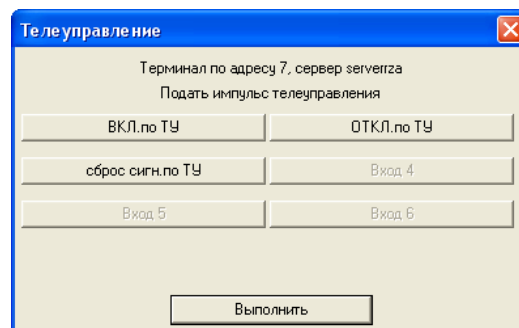 Телеуправление
Терминал по адресу 7, сервер serverrza
Подать импульс телеуправления
ВКЛ.по ТУ ОТКЛ.по ТУ
сброс сигн.по ТУ Вход 4
Вход 5 Вход 6
Выполнить